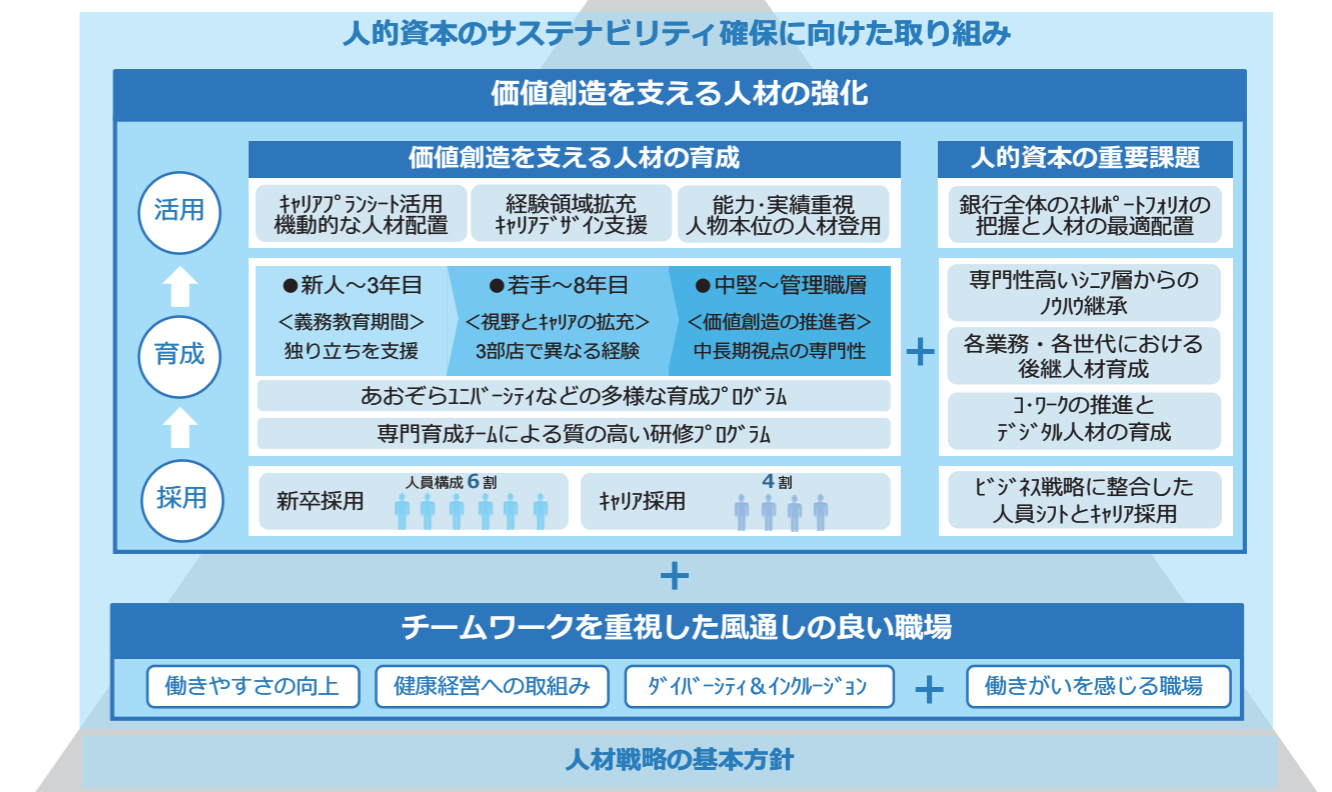 人的資本のサステナビリティ確保に向けた取り組み
価値創造を支える人材の強化
価値創造を支える人材の育成
人的資本の重要課題
活用
ｷｬﾘｱﾌﾟﾗﾝｼｰﾄ活用
機動的な人材配置
経験領域拡充
ｷｬﾘｱﾃﾞｻﾞｲﾝ支援
能力･実績重視
人物本位の人材登用
銀行全体のｽｷﾙﾎﾟｰﾄﾌｫﾘｵの
把握と人材の最適配置
育成
●新人～3年目
＜義務教育期間＞
独り立ちを支援
●若手～8年目
＜視野とｷｬﾘｱの拡充＞
3部店で異なる経験
●中堅～管理職層
＜価値創造の推進者＞
中長期視点の専門性
あおぞらﾕﾆﾊﾞｰｼﾃｨなどの多様な育成ﾌﾟﾛｸﾞﾗﾑ
専門育成ﾁｰﾑによる質の高い研修ﾌﾟﾛｸﾞﾗﾑ
+
専門性高いｼﾆｱ層からの
ﾉｳﾊｳ継承
各業務・各世代における
後継人材育成
ｺ･ﾜｰｸの推進と
ﾃﾞｼﾞﾀﾙ人材の育成
採用
新卒採用
人員構成6割
ｷｬﾘｱ採用
4割
ﾋﾞｼﾞﾈｽ戦略に整合した
人員ｼﾌﾄとｷｬﾘｱ採用
+
チームワークを重視した風通しの良い職場
働きやすさの向上
健康経営への取組み
ﾀﾞｲﾊﾞｰｼﾃｨ&ｲﾝｸﾙｰｼﾞｮﾝ
+
働きがいを感じる職場
人材戦略の基本方針